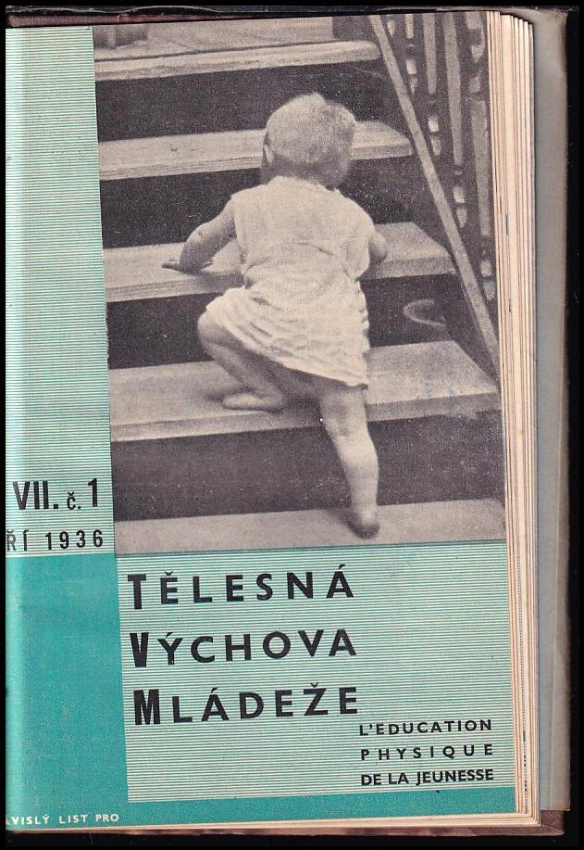 VII. č. 1
ŘÍ 1936
TĚLESNÁ
VÝCHOVA
MLÁDEŽE
L'EDUCATION
PHYSIQUE
DE LA JEUNESSE
VISLÝ LIST PRO